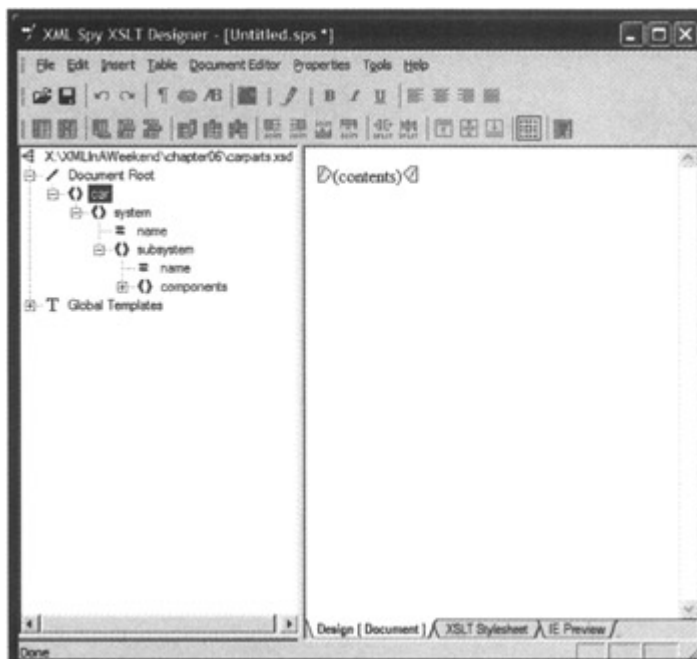 XML Spy XSLT Designer - [Untitled.sps *]
File Edit Insert Table Document Editor Properties Tools Help
B I U
X:\XMLInAWeekend\chapter06\carparts.xsd
Document Root
car
system
name
subsystem
name
components
T Global Templates
(contents)
Design [ Document ] XSLT Stylesheet IE Preview
Done